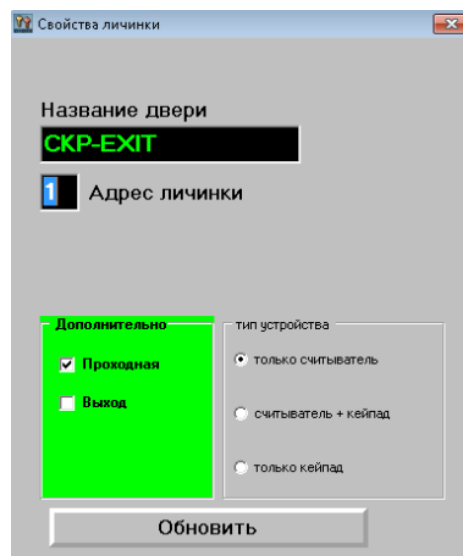 Свойства личинки
Название двери
CKP-EXIT
1 Адрес личинки
Дополнительно
Проходная
Выход
тип устройства
только считыватель
считыватель + кейпад
только кейпад
Обновить